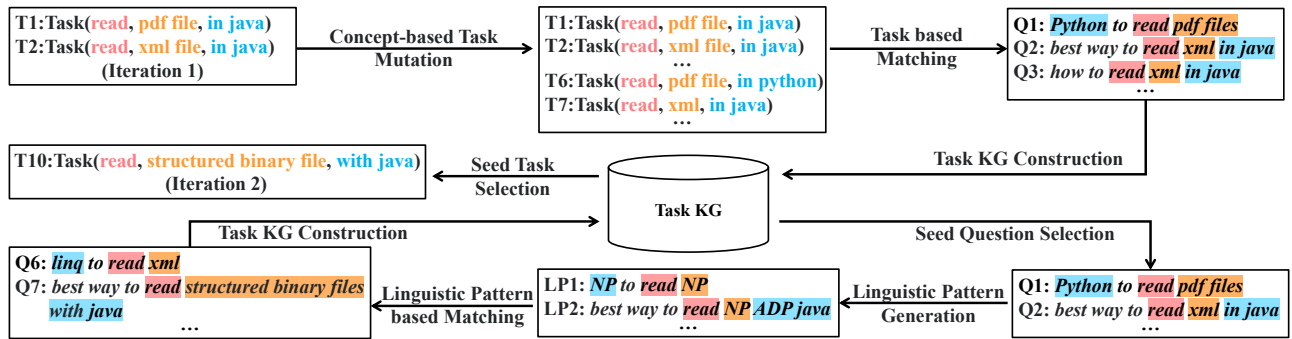 T1:Task(read, pdf file, in java)
T2:Task(read, xml file, in java)
(Iteration 1)
Concept-based Task
Mutation
T1:Task(read, pdf file, in java)
T2:Task(read, xml file, in java)
...
T6:Task(read, pdf file, in python)
T7:Task(read, xml, in java)
...
Task based
Matching
Q1: Python to read pdf files
Q2: best way to read xml in java
Q3: how to read xml in java
...
Task KG Construction
T10:Task(read, structured binary file, with java)
(Iteration 2)
Seed Task
Selection
Task KG
Task KG Construction
Seed Question Selection
Q6: linq to read xml
Q7: best way to read structured binary files
with java
...
Linguistic Pattern
based Matching
LP1: NP to read NP
LP2: best way to read NP ADP java
...
Linguistic Pattern
Generation
Q1: Python to read pdf files
Q2: best way to read xml in java
...